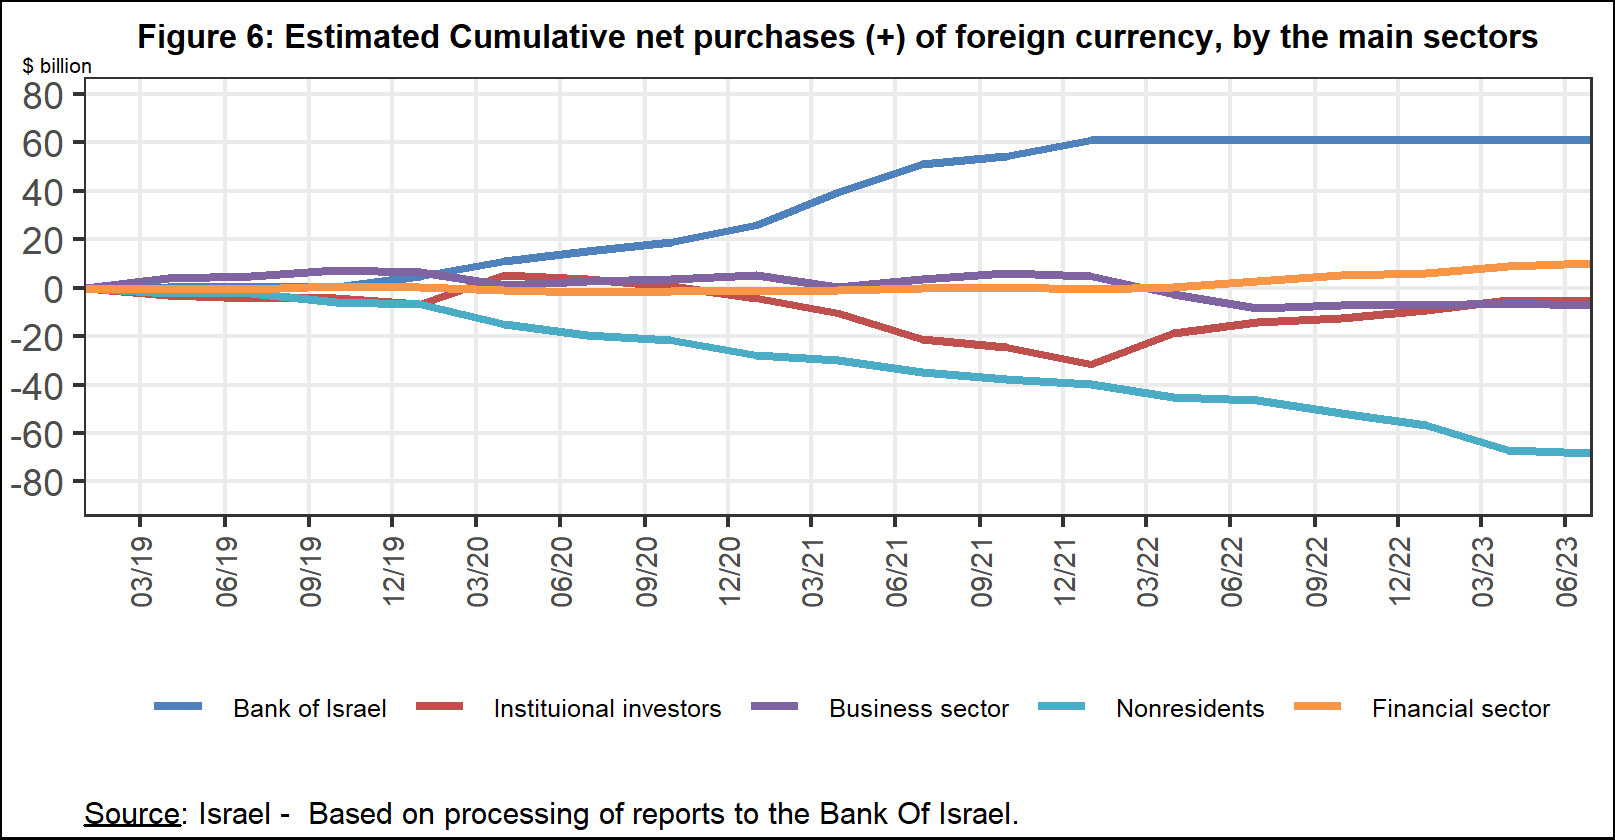 Figure 6: Estimated Cumulative net purchases (+) of foreign currency, by the main sectors
$ billion
80
60
40
20
0
-20
-40
-60
-80
03/19 06/19 09/19 12/19 03/20 06/20 09/20 12/20 03/21 06/21 09/21 12/21 03/22 06/22 09/22 12/22 03/23 06/23
Bank of Israel Instituional investors Business sector Nonresidents Financial sector
Source: Israel -  Based on processing of reports to the Bank Of Israel.